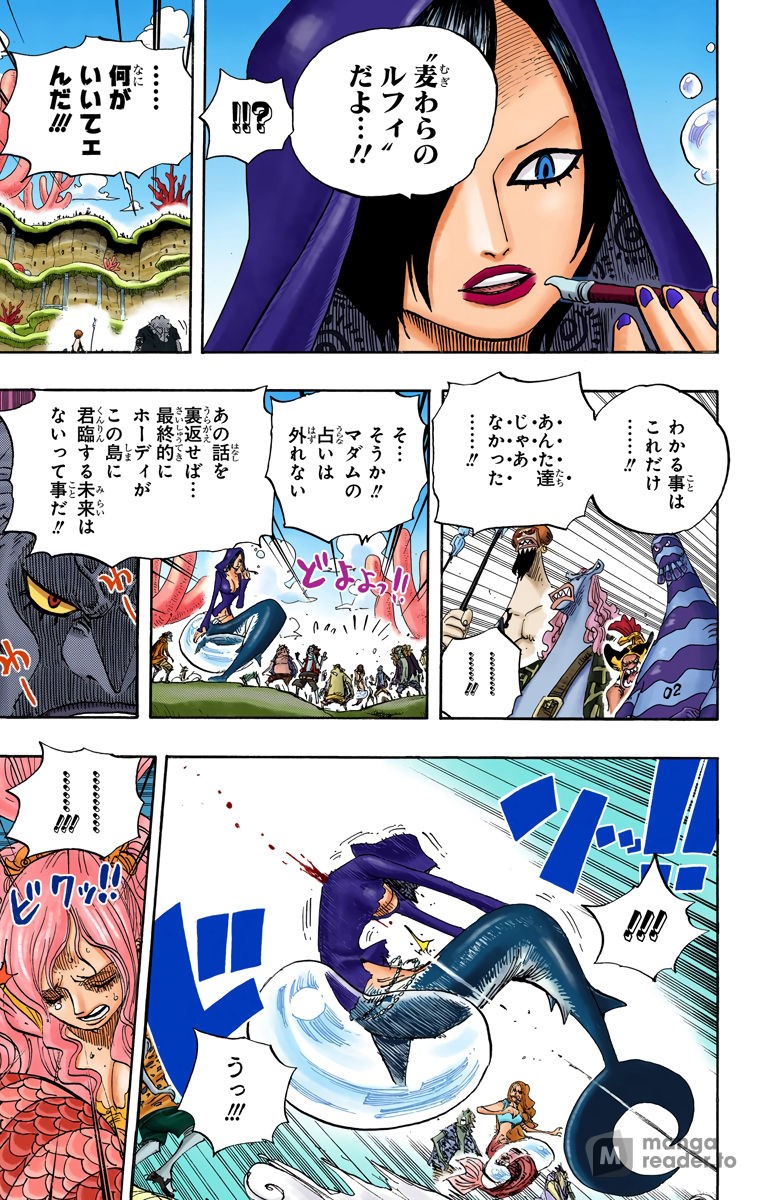 〝麦わらの
ルフィ〟
だよ…!!
!!?
……
何が
いいてェ
んだ!!!
わかる事は
これだけ
……!!
あんた達
じゃあ
なかった
…………!!
そ…
そうか!!
マダムの
占いは
外れない
どよよっ!!
あの話を
裏返せば…
最終的に
ホーディが
この島に
君臨する未来は
ないって事だ!!
わー
わー
02
ドンッ!!
!!!
うっ!!!
…………!!!
ビクッ!!
manga
reader.to